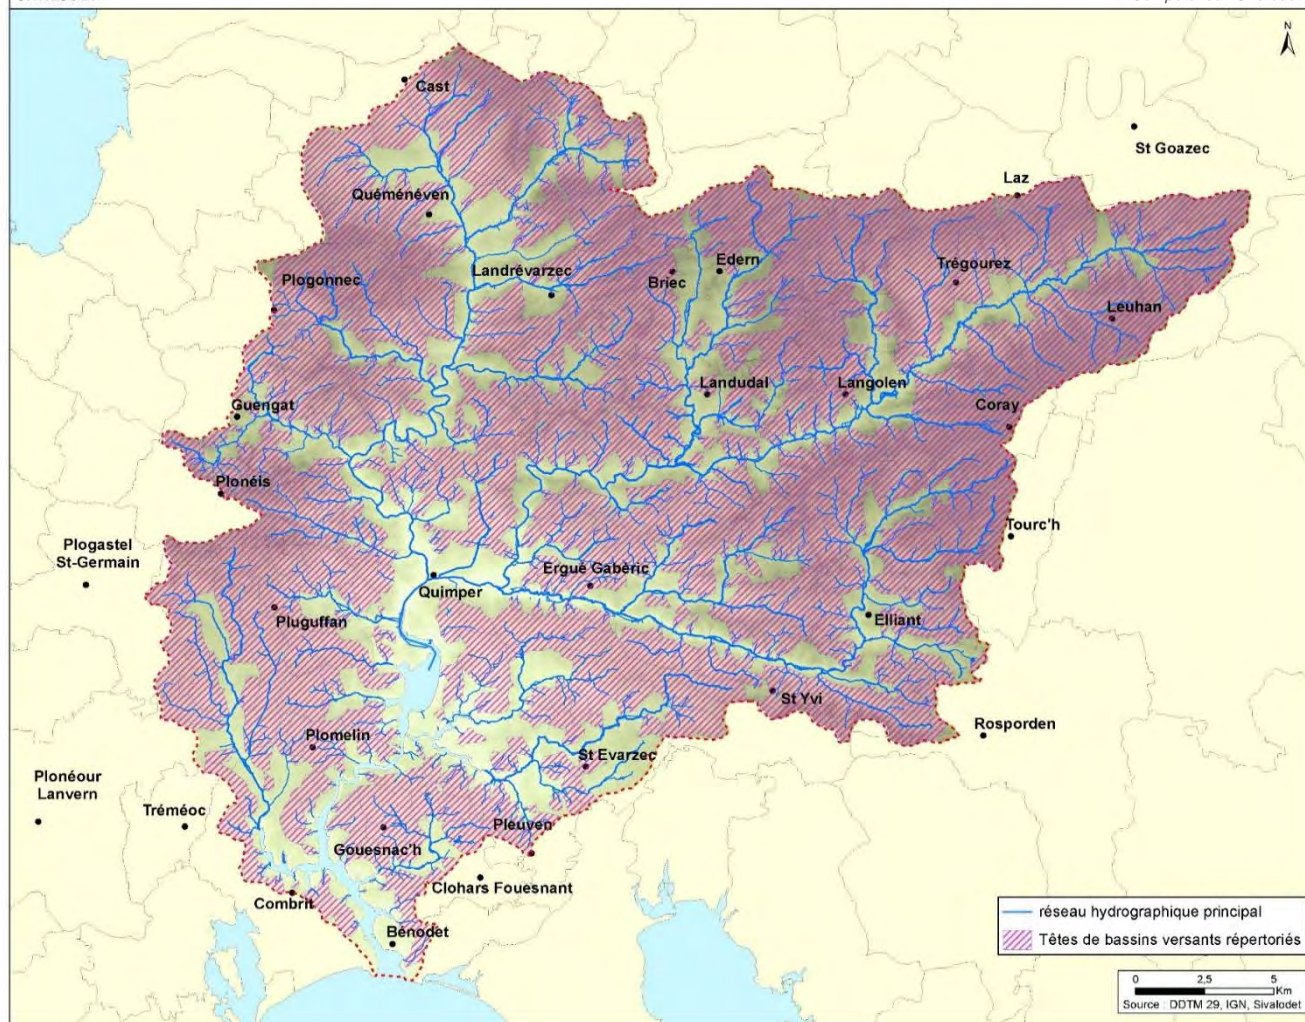 N
Cast
St Goazec
Laz
Quéménéven
Edern
Trégourez
Plogonnec
Landrévarzec
Briec
Leuhan
Landudal
Langolen
Guengat
Coray
Plonéis
Tourc'h
Plogastel
St-Germain
Ergué Gabèric
Quimper
Pluguffan
Elliant
St Yvi
Rosporden
Plomelin
St Evarzec
Plonéour
Lanvern
Tréméoc
Pleuven
Gouesnac'h
Clohars Fouesnant
Combrit
Bénodet
réseau hydrographique principal
Têtes de bassins versants répertoriés
0 2,5 5
Km
Source : DDTM 29, IGN, Sivalodet